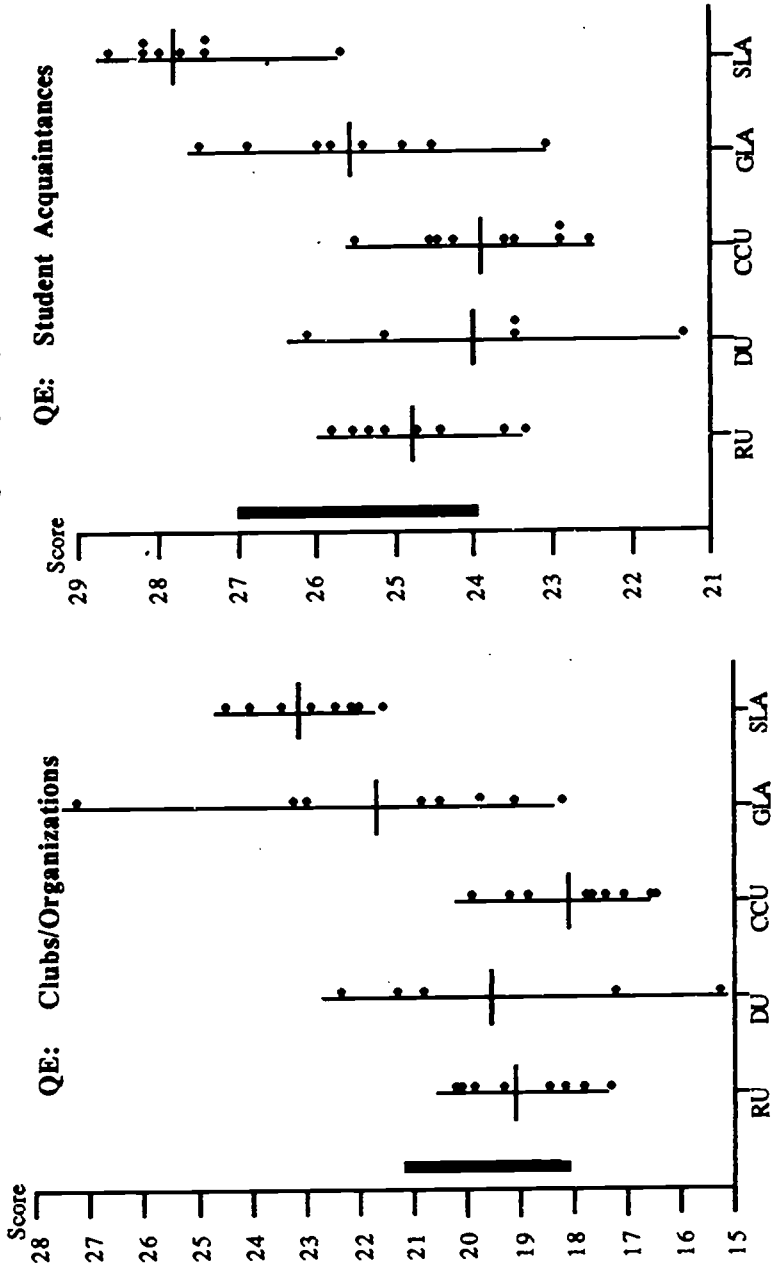 QE: Clubs/Organizations
Score
28
27
26
25
24
23
22
21
20
19
18
17
16
15
RU
DU
CCU
GLA
SLA
QE: Student Acquaintances
Score
29
28
27
26
25
24
23
22
21
RU
DU
CCU
GLA
SLA